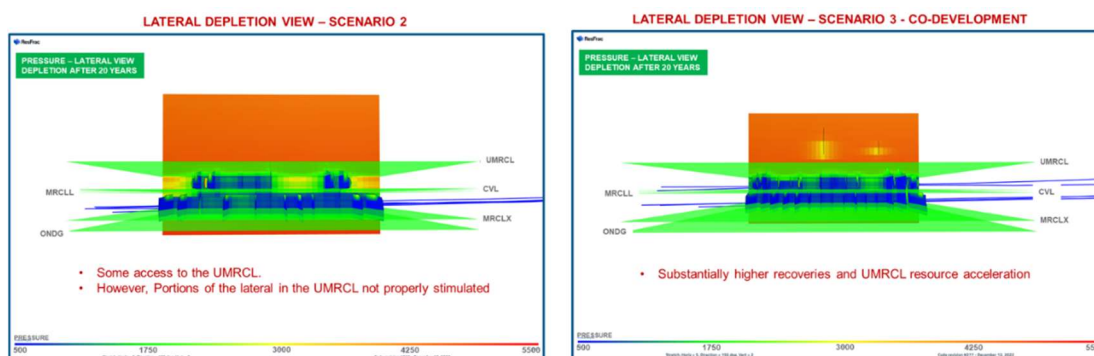 LATERAL DEPLETION VIEW – SCENARIO 2
ResFrac
PRESSURE – LATERAL VIEW
DEPLETION AFTER 20 YEARS
UMRCL
MRCLL
CVL
MRCLX
ONDG
• Some access to the UMRCL.
• However, Portions of the lateral in the UMRCL not properly stimulated
PRESSURE
500 1750 3000 4250 5500
LATERAL DEPLETION VIEW – SCENARIO 3 - CO-DEVELOPMENT
ResFrac
PRESSURE – LATERAL VIEW
DEPLETION AFTER 20 YEARS
UMRCL
MRCLL
CVL
MRCLX
ONDG
• Substantially higher recoveries and UMRCL resource acceleration
PRESSURE
500 1750 3000 4250